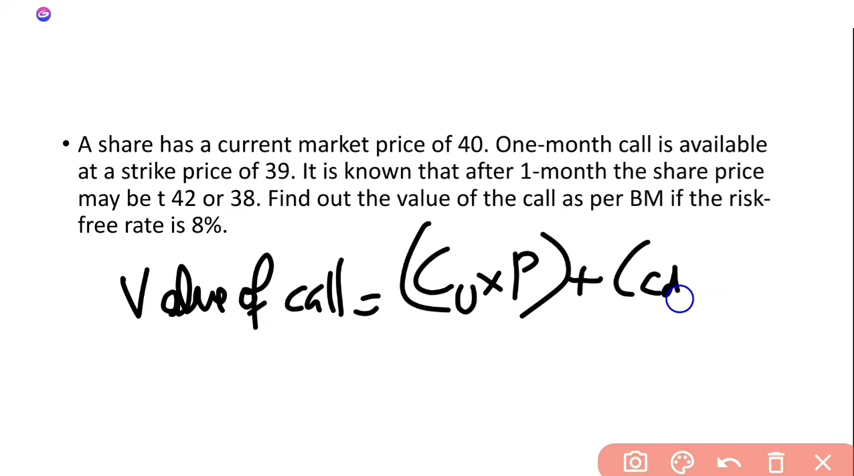 • A share has a current market price of 40. One-month call is available
at a strike price of 39. It is known that after 1-month the share price
may be t 42 or 38. Find out the value of the call as per BM if the risk-
free rate is 8%.
Value of call = (Cu × P) + (Cd